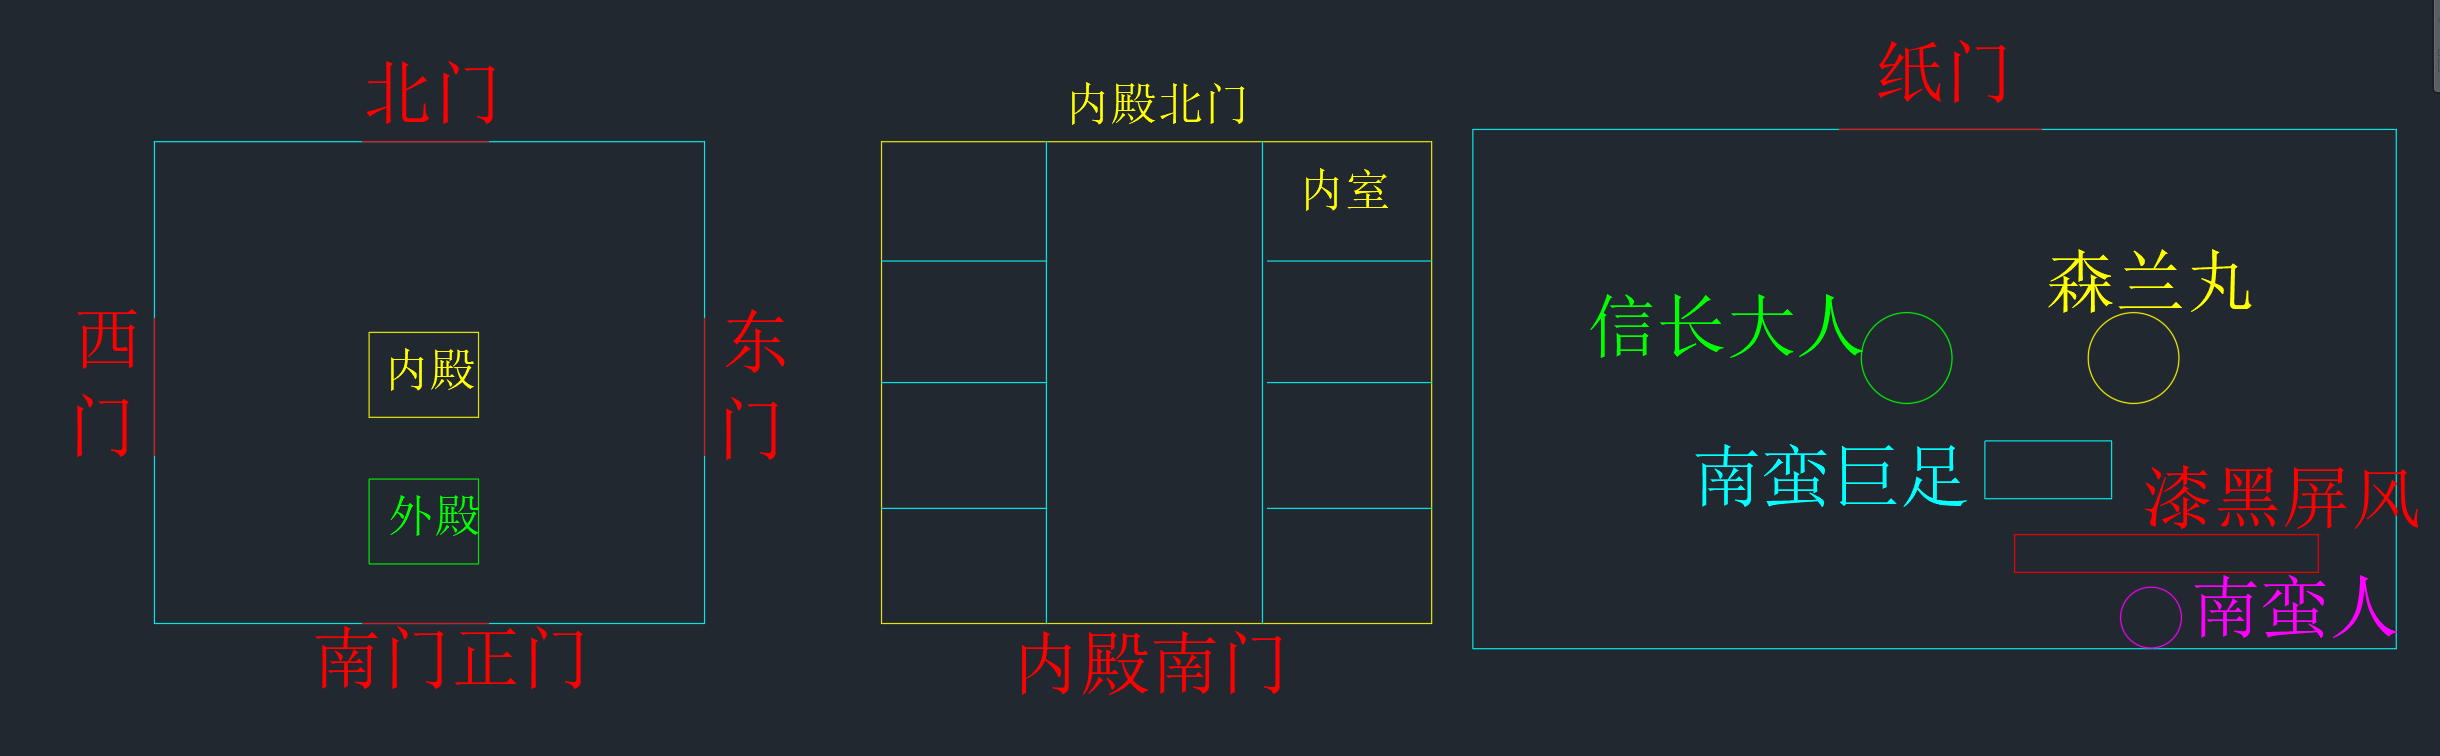 北门
西门
东门
内殿
外殿
南门正门
内殿北门
内室
内殿南门
纸门
森兰丸
信长大人
南蛮巨足
漆黑屏风
南蛮人